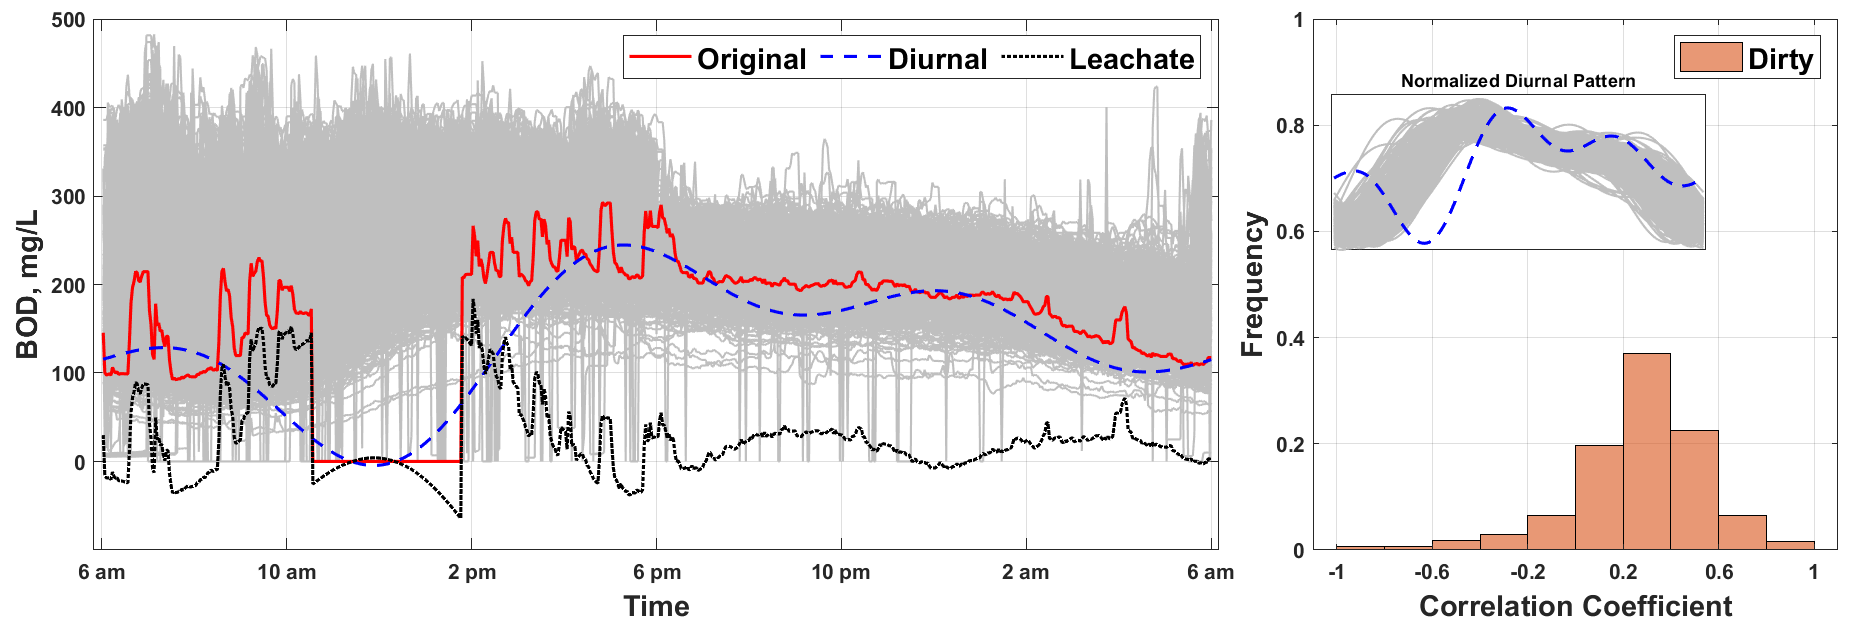 500
400
300
200
100
0
BOD, mg/L
Original Diurnal Leachate
6 am 10 am 2 pm 6 pm 10 pm 2 am 6 am
Time
1
0.8
0.6
0.4
0.2
0
Frequency
Dirty
Normalized Diurnal Pattern
-1 -0.6 -0.2 0.2 0.6 1
Correlation Coefficient